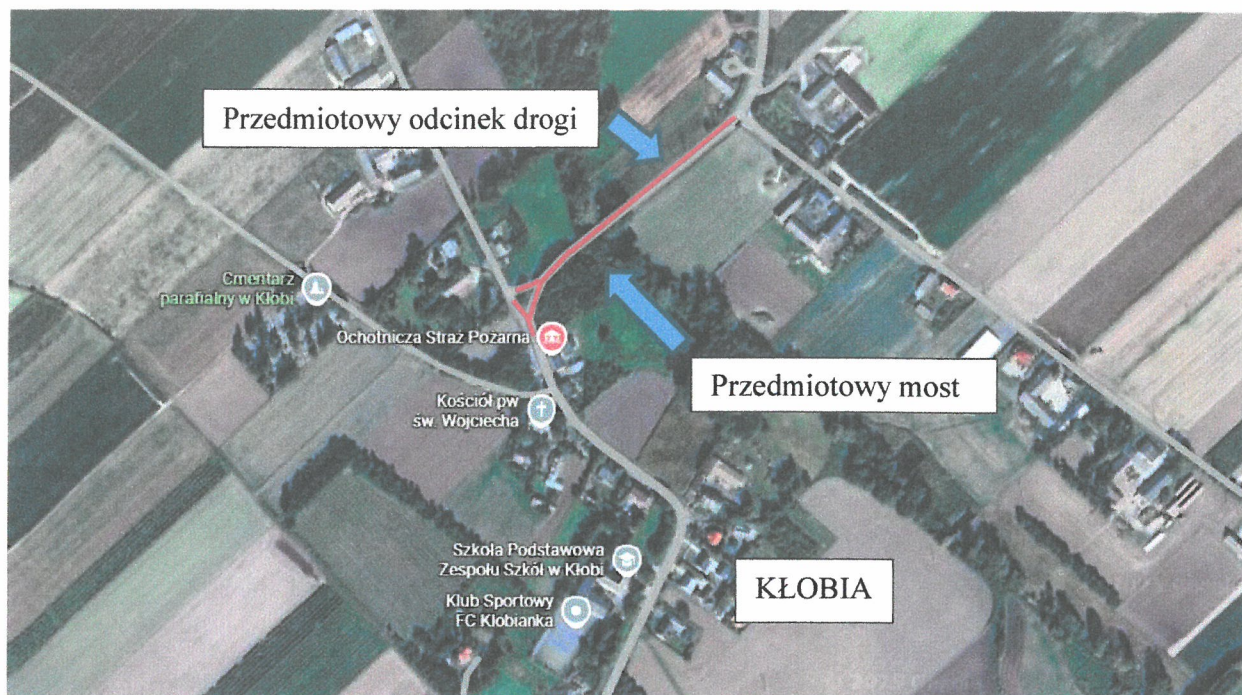 Przedmiotowy odcinek drogi
Cmentarz
parafialny w Kłobi
Ochotnicza Straż Pożarna
Przedmiotowy most
Kościół pw
św. Wojciecha
Szkoła Podstawowa
Zespołu Szkół w Kłobi
KŁOBIA
Klub Sportowy
FC Kłobianka